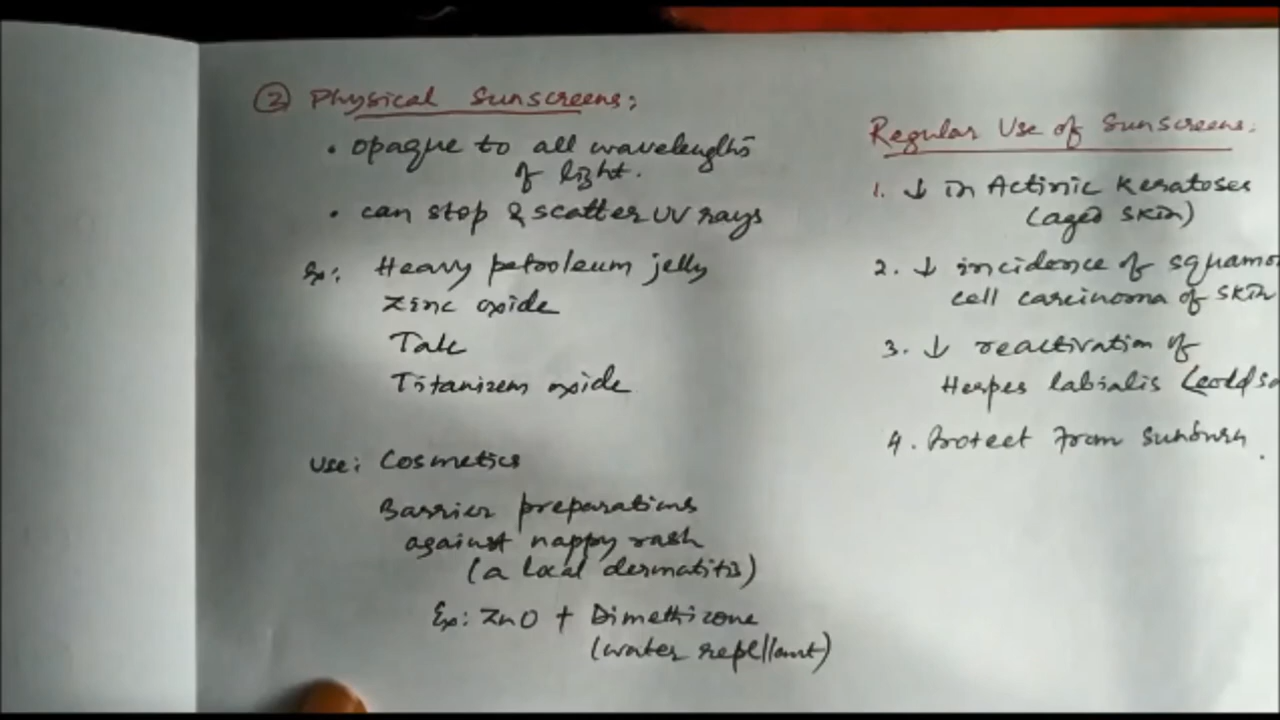 ② Physical Sunscreens:
• opaque to all wavelengths
of light.
• can stop & scatter UV rays
Ex: Heavy petroleum jelly
Zinc oxide
Talc
Titanium oxide
Use: Cosmetics
Barrier preparations
against nappy rash
(a local dermatitis)
Ex: ZnO + Dimethicone
(water repellant)
Regular Use of Sunscreens:
1. ↓ in Actinic Keratoses
(aged skin)
2. ↓ incidence of squamo
cell carcinoma of skin
3. ↓ reactivation of
Herpes labialis (cold so
4. Protect from sunburn.